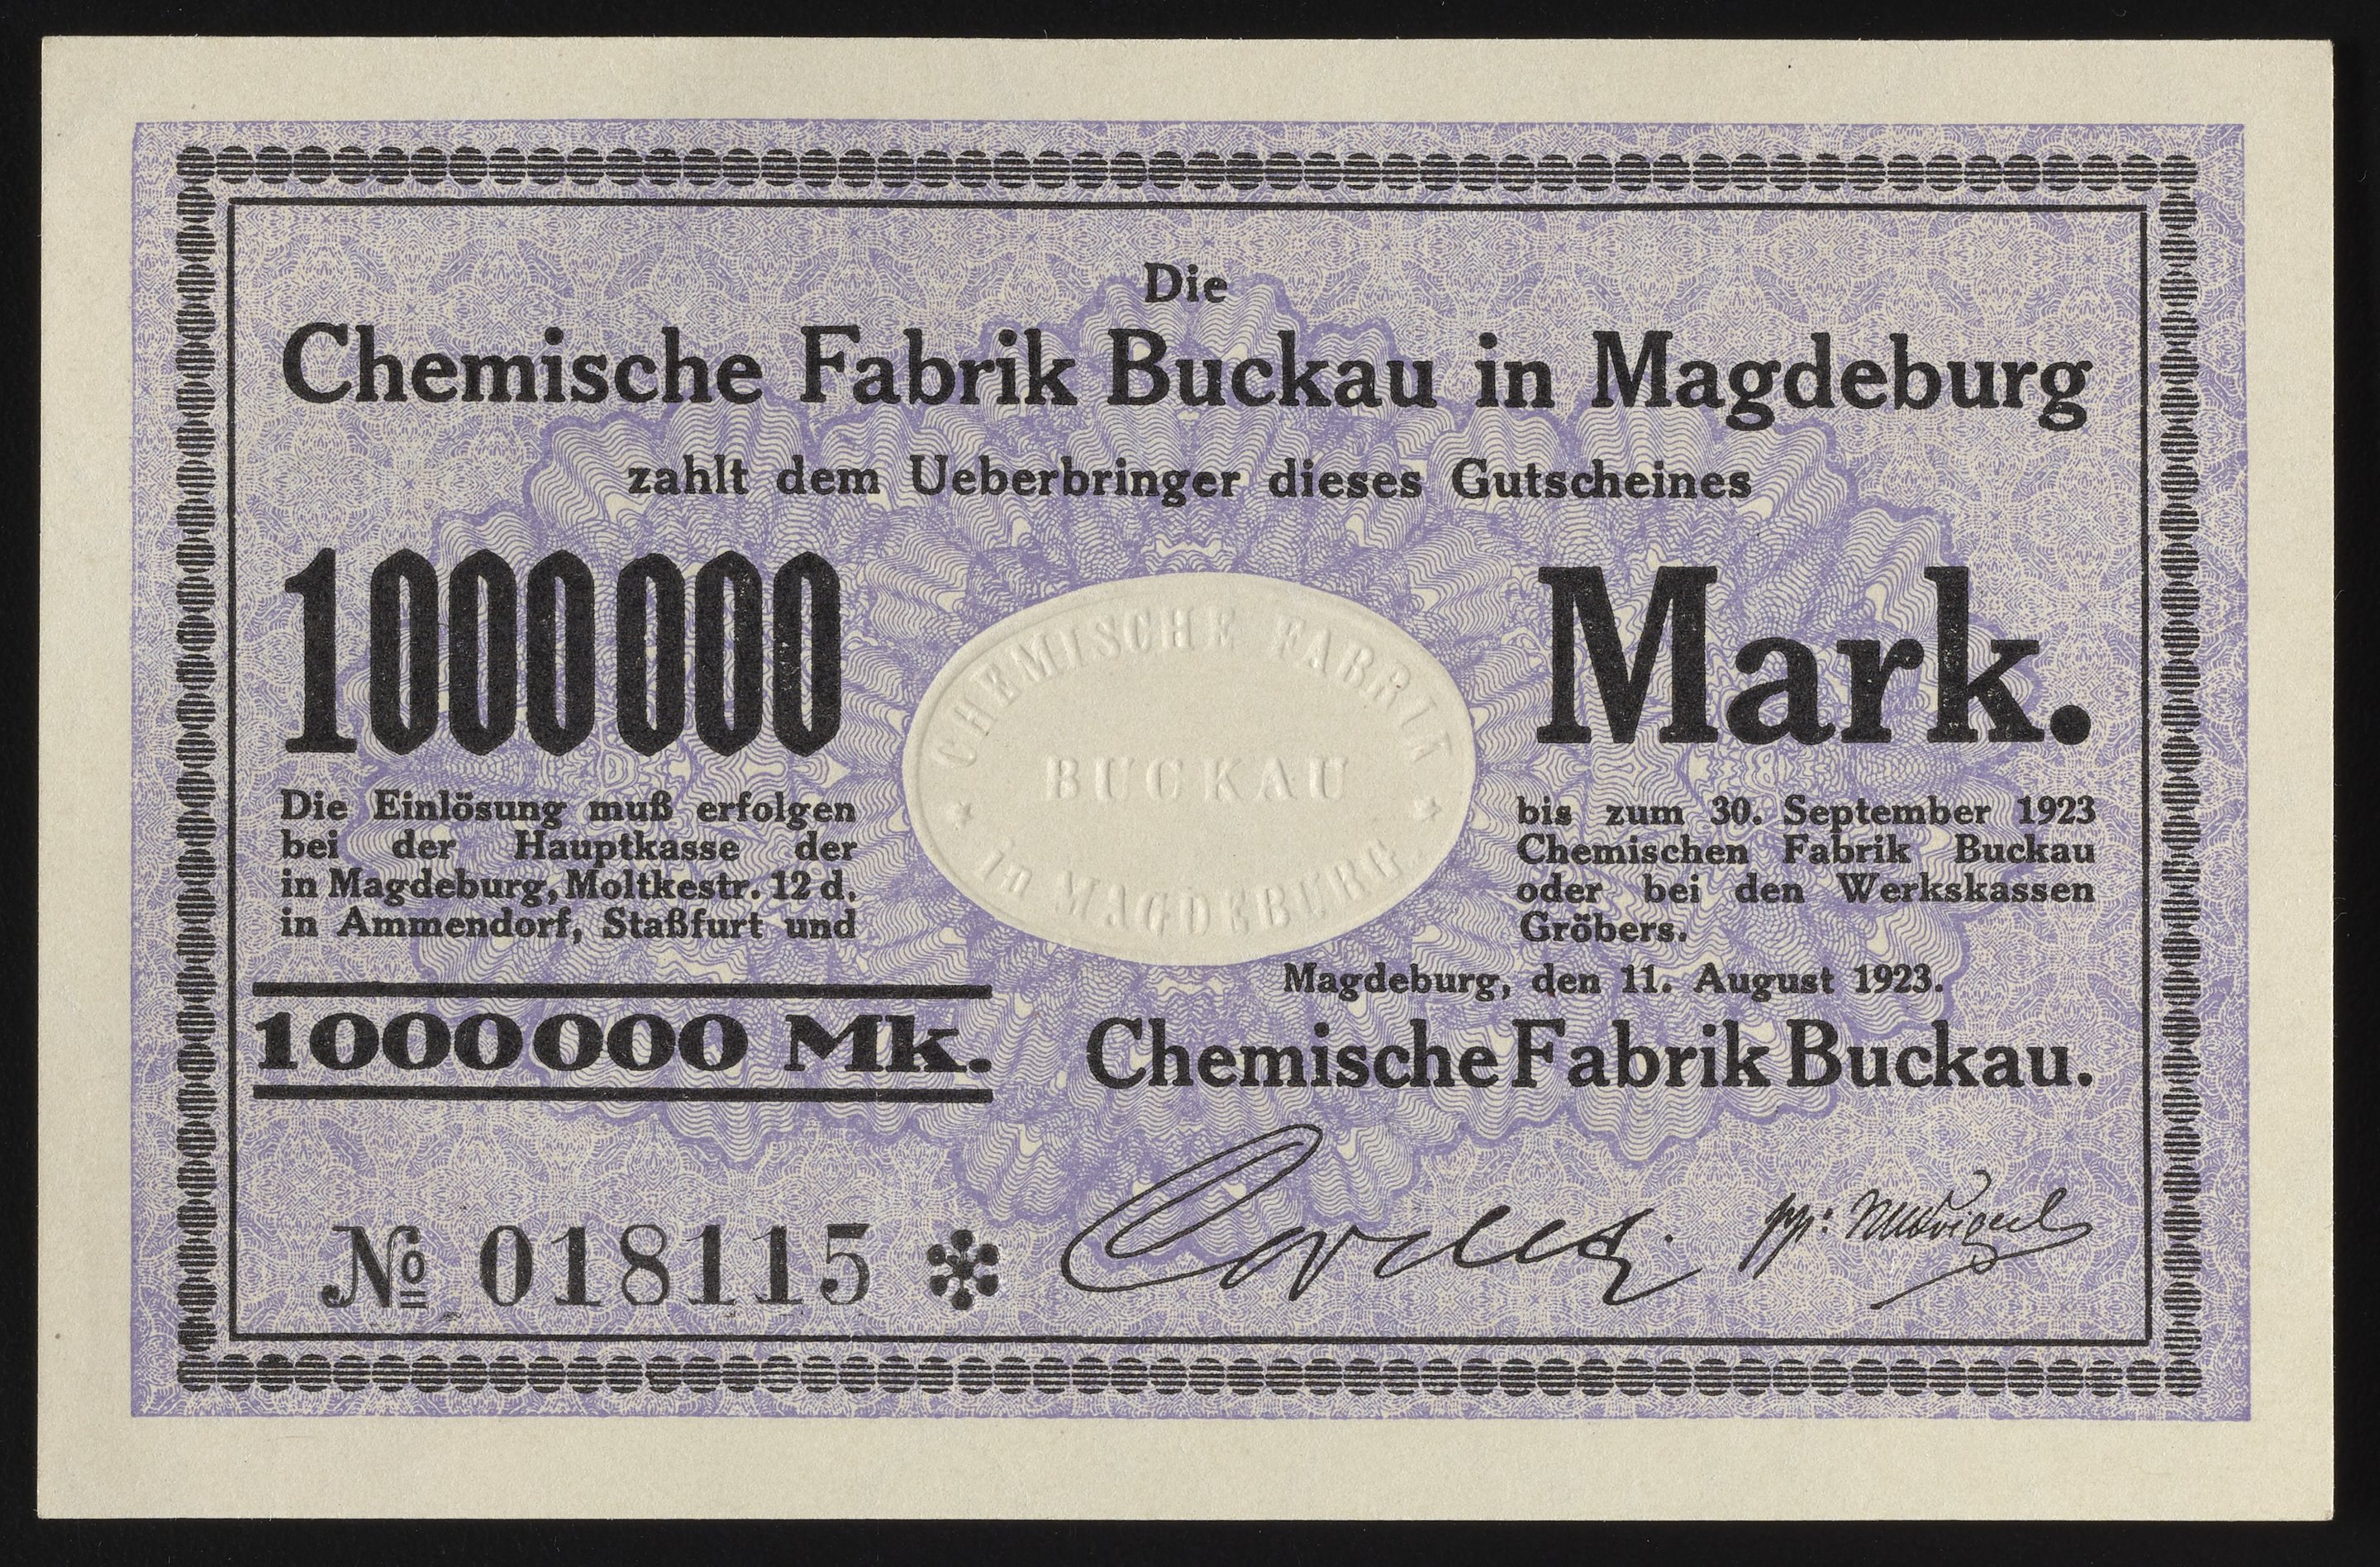 Die
Chemische Fabrik Buckau in Magdeburg
zahlt dem Ueberbringer dieses Gutscheines
1000000 Mark.
CHEMISCHE FABRIK
BUCKAU
in MAGDEBURG
Die Einlösung muß erfolgen bis zum 30. September 1923
bei der Hauptkasse der Chemischen Fabrik Buckau
in Magdeburg, Moltkestr. 12 d, oder bei den Werkskassen
in Ammendorf, Staßfurt und Gröbers.
Magdeburg, den 11. August 1923.
1000000 Mk.
Chemische Fabrik Buckau.
№ 018115
pp: